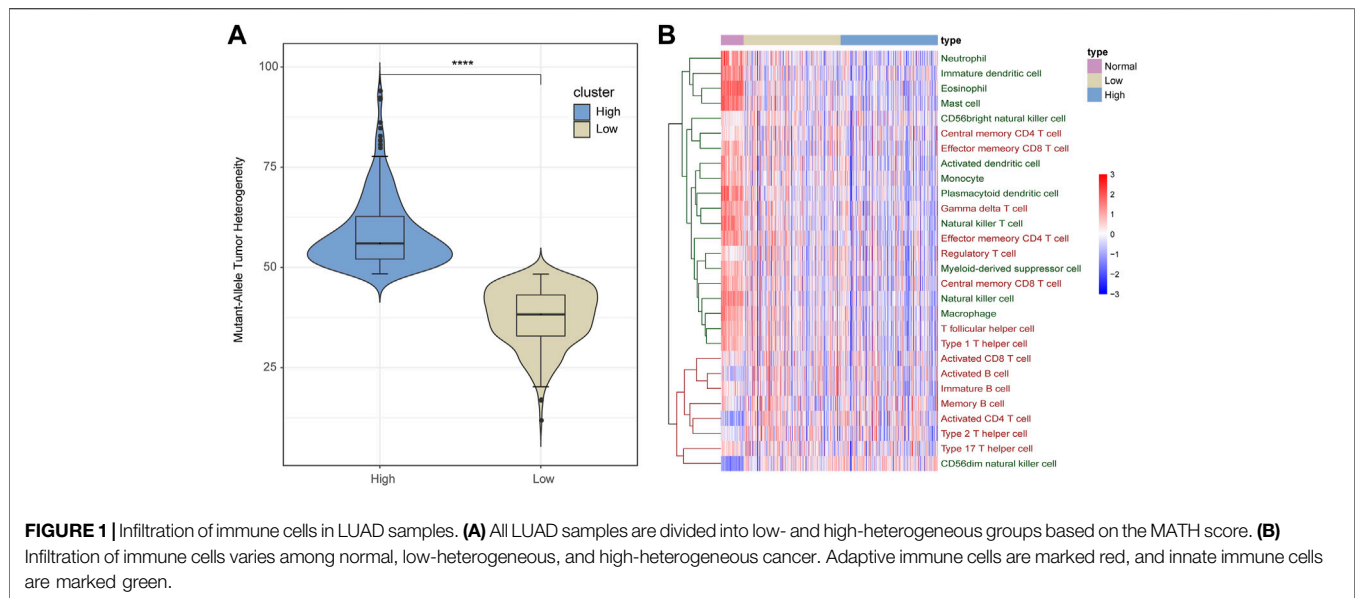 A
****
100
75
50
25
Mutant-Allele Tumor Heterogeneity
cluster
High
Low
High
Low
B
type
Neutrophil
Immature dendritic cell
Eosinophil
Mast cell
CD56bright natural killer cell
Central memory CD4 T cell
Effector memeory CD8 T cell
Activated dendritic cell
Monocyte
Plasmacytoid dendritic cell
Gamma delta T cell
Natural killer T cell
Effector memeory CD4 T cell
Regulatory T cell
Myeloid-derived suppressor cell
Central memory CD8 T cell
Natural killer cell
Macrophage
T follicular helper cell
Type 1 T helper cell
Activated CD8 T cell
Activated B cell
Immature B cell
Memory B cell
Activated CD4 T cell
Type 2 T helper cell
Type 17 T helper cell
CD56dim natural killer cell
type
Normal
Low
High
3
2
1
0
−1
−2
−3
FIGURE 1 | Infiltration of immune cells in LUAD samples. (A) All LUAD samples are divided into low- and high-heterogeneous groups based on the MATH score. (B)
Infiltration of immune cells varies among normal, low-heterogeneous, and high-heterogeneous cancer. Adaptive immune cells are marked red, and innate immune cells
are marked green.